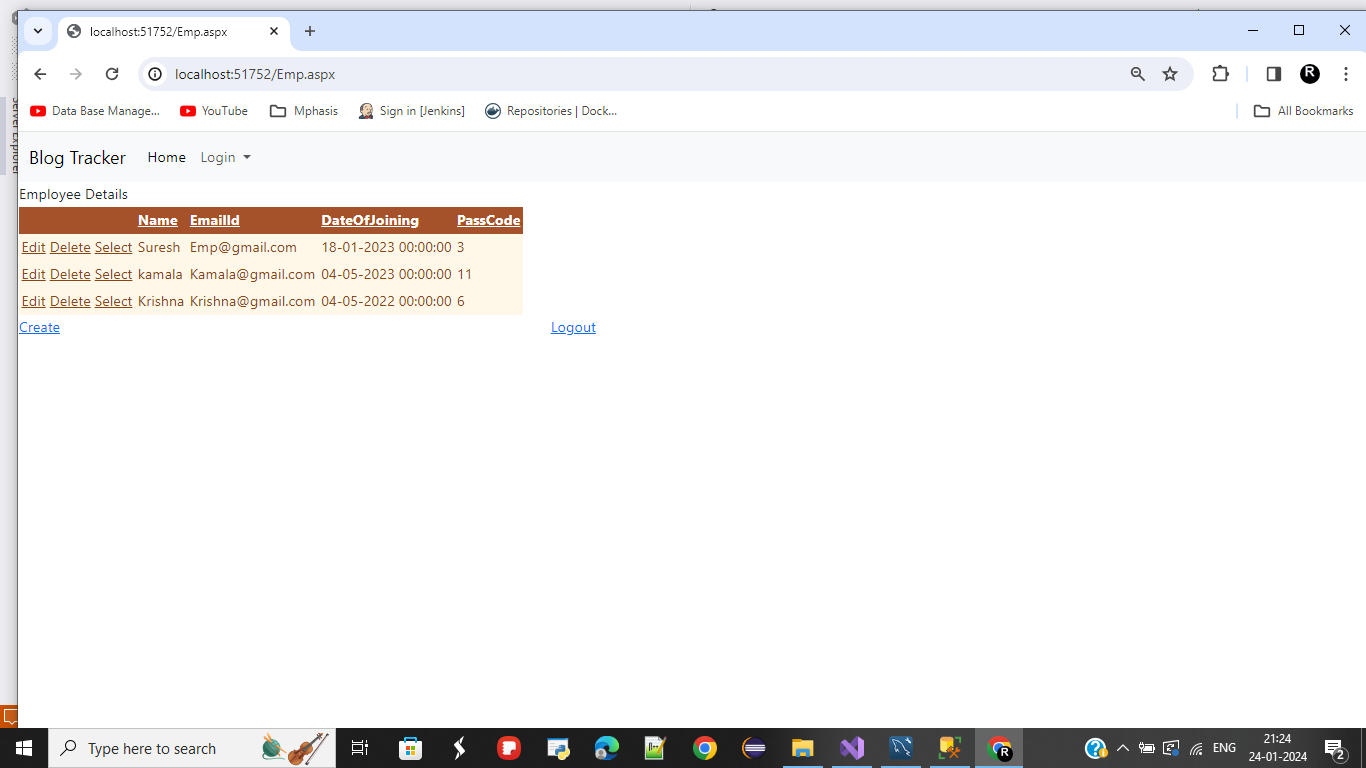 localhost:51752/Emp.aspx
localhost:51752/Emp.aspx
R
Data Base Manage...
YouTube
Mphasis
Sign in [Jenkins]
Repositories | Dock...
All Bookmarks
Server Explorer
Blog Tracker
Home
Login
Employee Details
Name EmailId DateOfJoining PassCode
Edit Delete Select Suresh Emp@gmail.com 18-01-2023 00:00:00 3
Edit Delete Select kamala Kamala@gmail.com 04-05-2023 00:00:00 11
Edit Delete Select Krishna Krishna@gmail.com 04-05-2022 00:00:00 6
Create Logout
Type here to search
R
ENG
21:24
24-01-2024
2